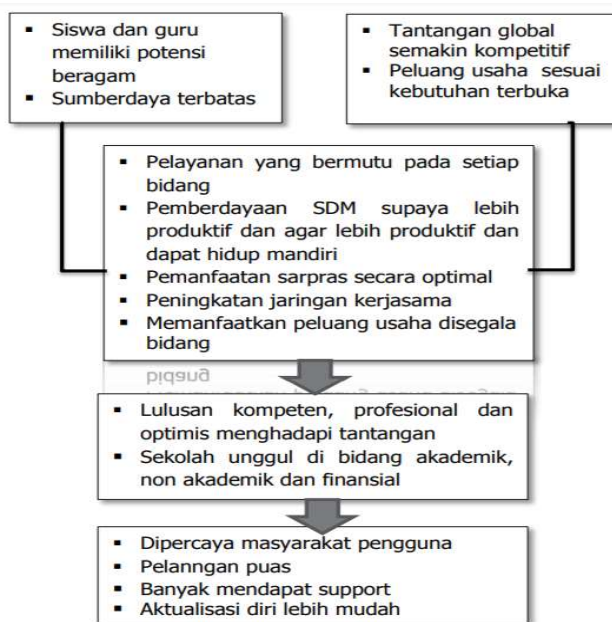 ▪ Siswa dan guru
memiliki potensi
beragam
▪ Sumberdaya terbatas
▪ Tantangan global
semakin kompetitif
▪ Peluang usaha sesuai
kebutuhan terbuka
▪ Pelayanan yang bermutu pada setiap
bidang
▪ Pemberdayaan SDM supaya lebih
produktif dan agar lebih produktif dan
dapat hidup mandiri
▪ Pemanfaatan sarpras secara optimal
▪ Peningkatan jaringan kerjasama
▪ Memanfaatkan peluang usaha disegala
bidang
▪ Lulusan kompeten, profesional dan
optimis menghadapi tantangan
▪ Sekolah unggul di bidang akademik,
non akademik dan finansial
▪ Dipercaya masyarakat pengguna
▪ Pelanngan puas
▪ Banyak mendapat support
▪ Aktualisasi diri lebih mudah